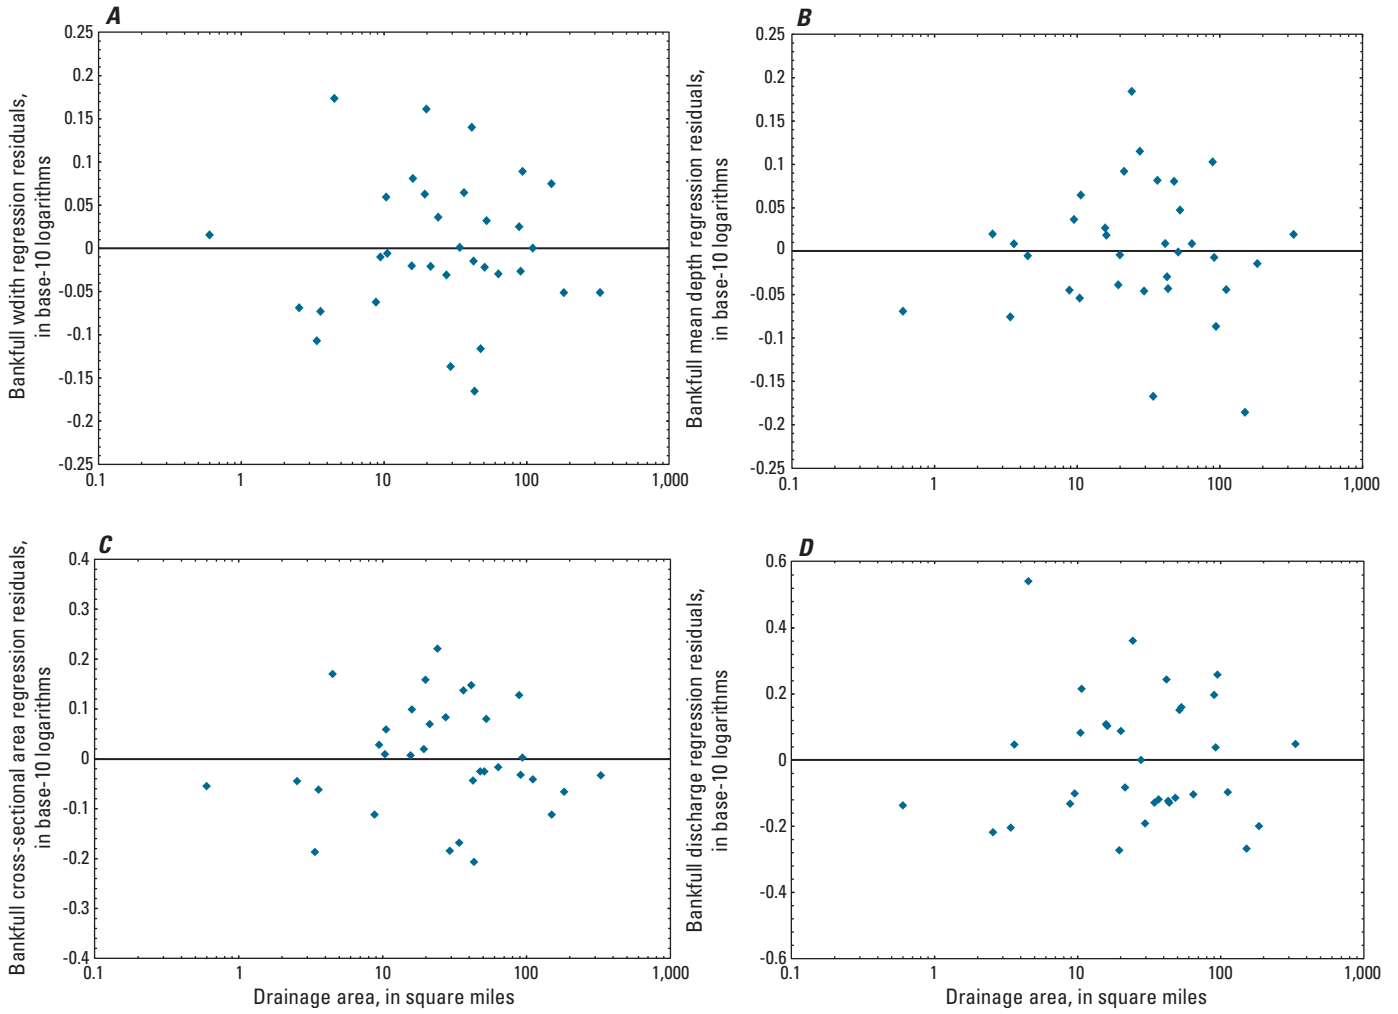 A
Bankfull wdith regression residuals,
in base-10 logarithms
0.25
0.2
0.15
0.1
0.05
0
-0.05
-0.1
-0.15
-0.2
-0.25
0.1 1 10 100 1,000
B
Bankfull mean depth regression residuals,
in base-10 logarithms
0.25
0.2
0.15
0.1
0.05
0
-0.05
-0.1
-0.15
-0.2
-0.25
0.1 1 10 100 1,000
C
Bankfull cross-sectional area regression residuals,
in base-10 logarithms
0.4
0.3
0.2
0.1
0
-0.1
-0.2
-0.3
-0.4
0.1 1 10 100 1,000
Drainage area, in square miles
D
Bankfull discharge regression residuals,
in base-10 logarithms
0.6
0.4
0.2
0
-0.2
-0.4
-0.6
0.1 1 10 100 1,000
Drainage area, in square miles